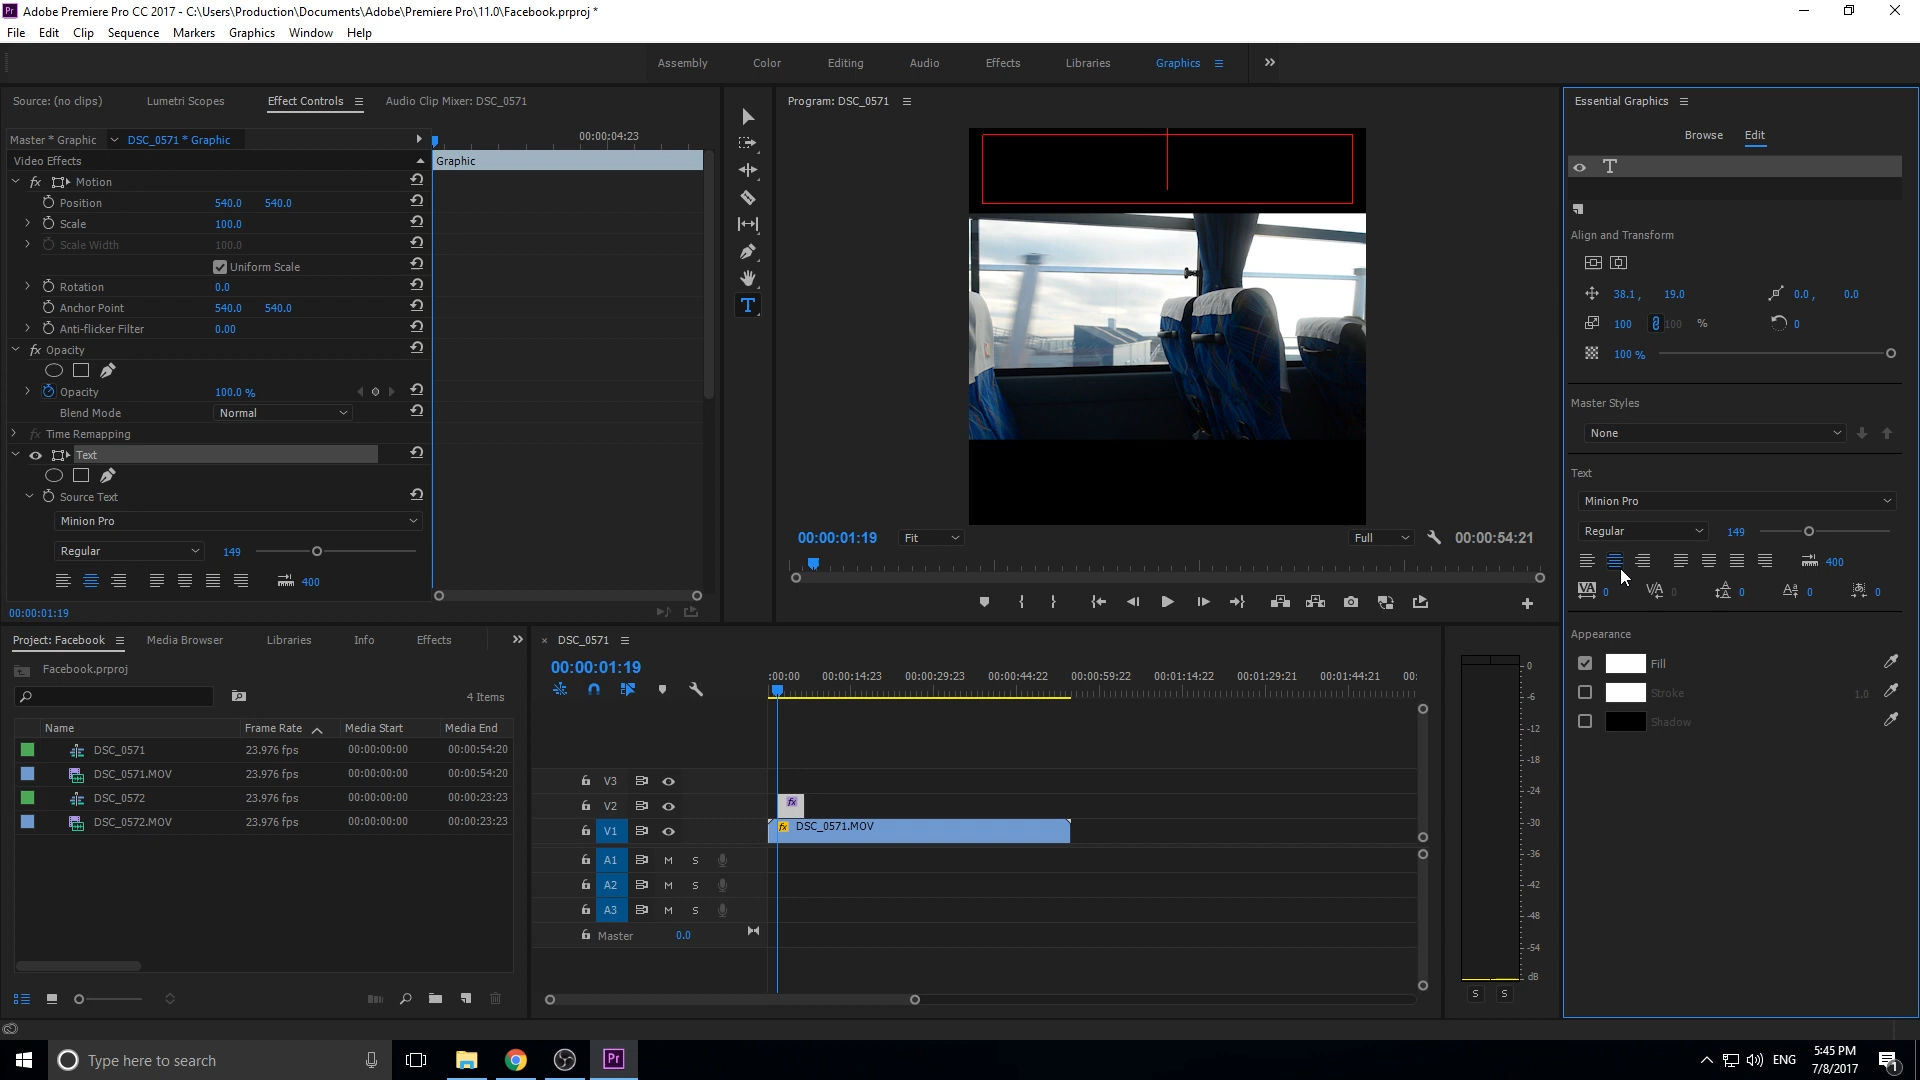 Adobe Premiere Pro CC 2017 - C:\Users\Production\Documents\Adobe\Premiere Pro\11.0\Facebook.prproj *
File Edit Clip Sequence Markers Graphics Window Help
Assembly Color Editing Audio Effects Libraries Graphics
Source: (no clips) Lumetri Scopes Effect Controls Audio Clip Mixer: DSC_0571
Master * Graphic DSC_0571 * Graphic 00:00:04:23
Video Effects Graphic
fx Motion
Position 540.0 540.0
Scale 100.0
Scale Width 100.0
Uniform Scale
Rotation 0.0
Anchor Point 540.0 540.0
Anti-flicker Filter 0.00
fx Opacity
Opacity 100.0 %
Blend Mode Normal
fx Time Remapping
Text
Source Text
Minion Pro
Regular 149
400
00:00:01:19
Program: DSC_0571
00:00:01:19 Fit Full 00:00:54:21
Essential Graphics
Browse Edit
T
Align and Transform
38.1 , 19.0 0.0 , 0.0
100 100 % 0
100 %
Master Styles
None
Text
Minion Pro
Regular 149
400
VA 0 V/A 0 A 0 Aa 0 0
Appearance
Fill
Stroke 1.0
Shadow
Project: Facebook Media Browser Libraries Info Effects
Facebook.prproj
4 Items
Name Frame Rate Media Start Media End
DSC_0571 23.976 fps 00:00:00:00 00:00:54:20
DSC_0571.MOV 23.976 fps 00:00:00:00 00:00:54:20
DSC_0572 23.976 fps 00:00:00:00 00:00:23:23
DSC_0572.MOV 23.976 fps 00:00:00:00 00:00:23:23
× DSC_0571
00:00:01:19
:00:00 00:00:14:23 00:00:29:23 00:00:44:22 00:00:59:22 00:01:14:22 00:01:29:21 00:01:44:21 00:
V3
V2 fx
V1 fx DSC_0571.MOV
A1 M S
A2 M S
A3 M S
Master 0.0
0
-6
-12
-18
-24
-30
-36
-42
-48
-54
dB
S S
Type here to search
Pr
ENG
5:45 PM
7/8/2017
1